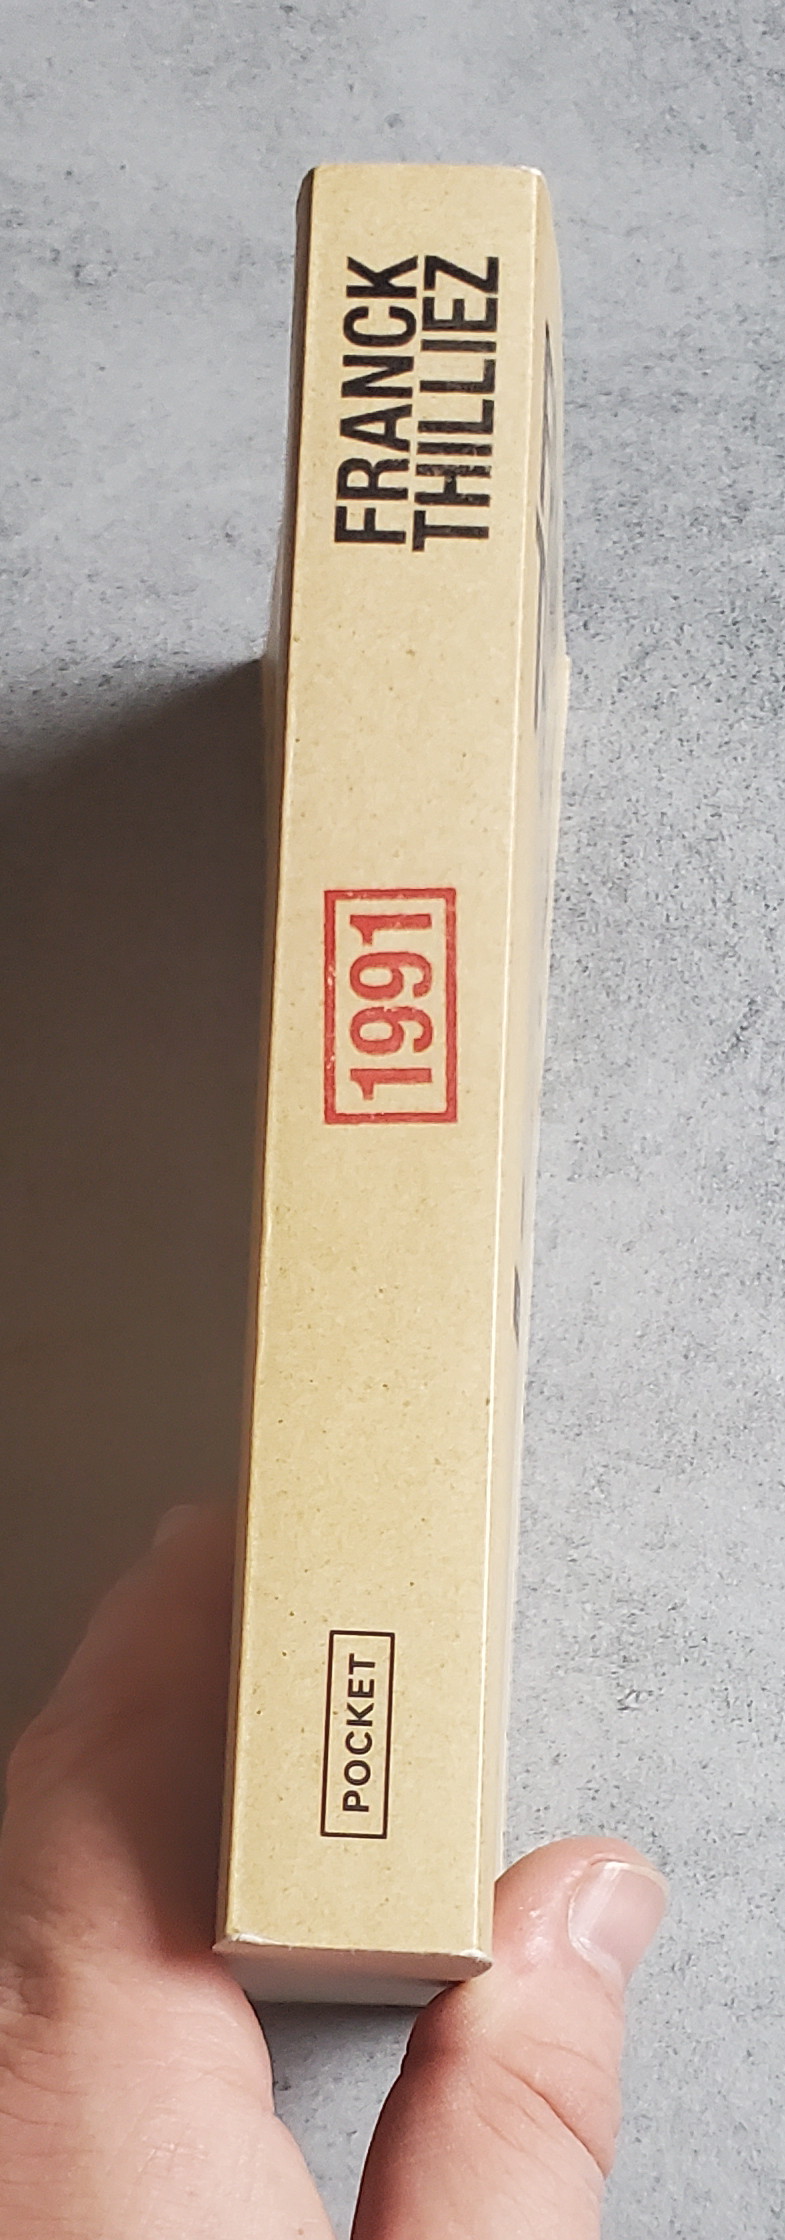 FRANCK
THILLIEZ
1991
POCKET